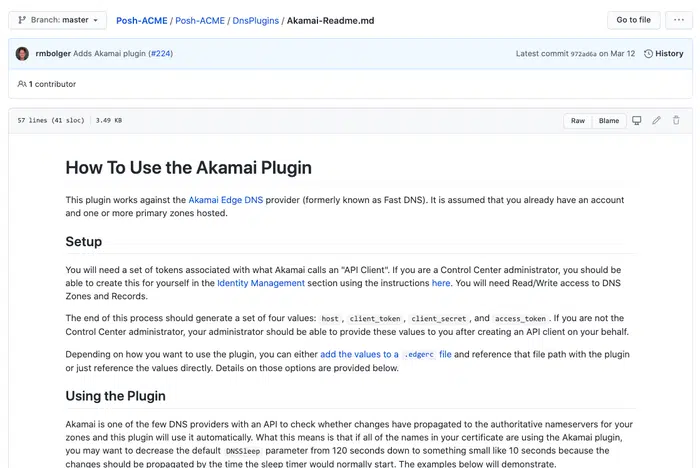 Branch: master
Posh-ACME / Posh-ACME / DnsPlugins / Akamai-Readme.md
Go to file
...
rmbolger Adds Akamai plugin (#224)
Latest commit 972ad6a on Mar 12
History
1 contributor
57 lines (41 sloc) | 3.49 KB
Raw
Blame
How To Use the Akamai Plugin
This plugin works against the Akamai Edge DNS provider (formerly known as Fast DNS). It is assumed that you already have an account
and one or more primary zones hosted.
Setup
You will need a set of tokens associated with what Akamai calls an "API Client". If you are a Control Center administrator, you should be
able to create this for yourself in the Identity Management section using the instructions here. You will need Read/Write access to DNS
Zones and Records.
The end of this process should generate a set of four values: host, client_token, client_secret, and access_token. If you are not the
Control Center administrator, your administrator should be able to provide these values to you after creating an API client on your behalf.
Depending on how you want to use the plugin, you can either add the values to a .edgerc file and reference that file path with the plugin
or just reference the values directly. Details on those options are provided below.
Using the Plugin
Akamai is one of the few DNS providers with an API to check whether changes have propagated to the authoritative nameservers for your
zones and this plugin will use it automatically. What this means is that if all of the names in your certificate are using the Akamai plugin,
you may want to decrease the default DNSSleep parameter from 120 seconds down to something small like 10 seconds because the
changes should be propagated by the time the sleep timer would normally start. The examples below will demonstrate.